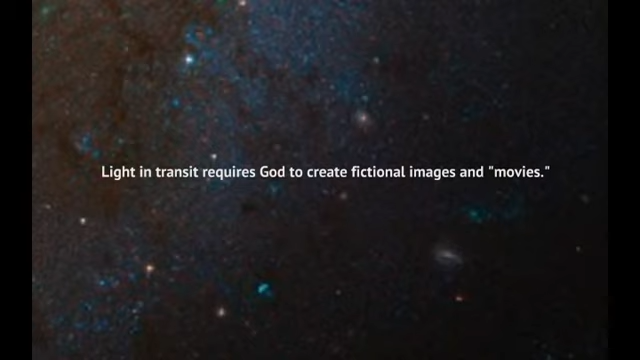 Light in transit requires God to create fictional images and "movies."